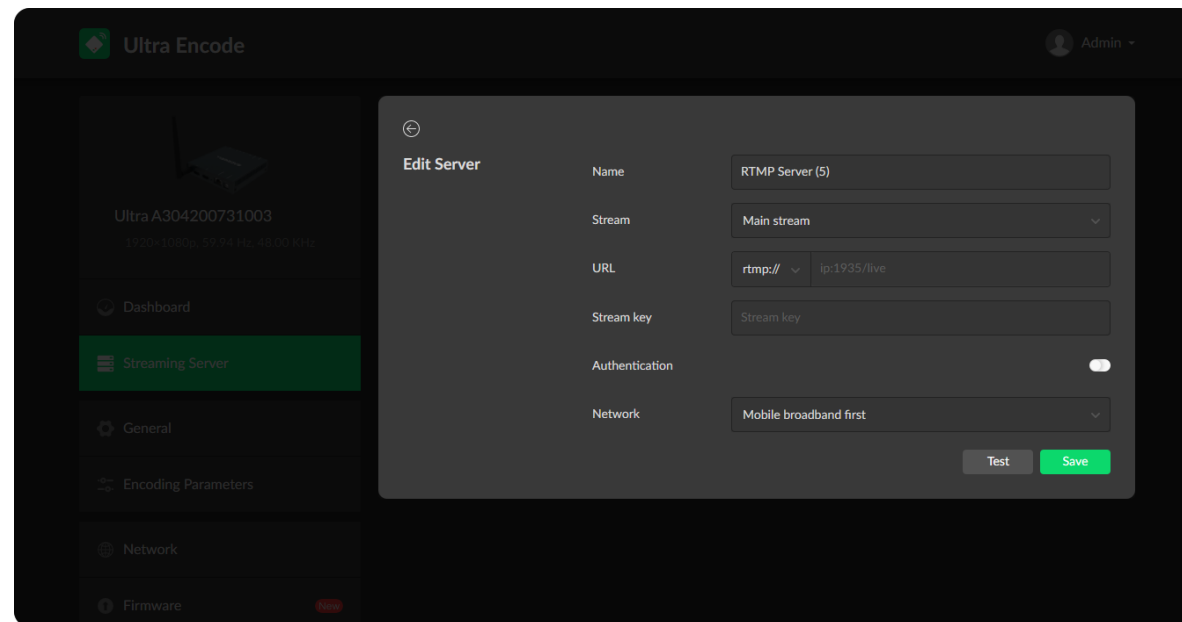 Ultra Encode
Admin
Ultra A304200731003
1920×1080p, 59.94 Hz, 48.00 KHz
Dashboard
Streaming Server
General
Encoding Parameters
Network
Firmware
New
Edit Server
Name
RTMP Server (5)
Stream
Main stream
URL
rtmp://
ip:1935/live
Stream key
Stream key
Authentication
Network
Mobile broadband first
Test
Save